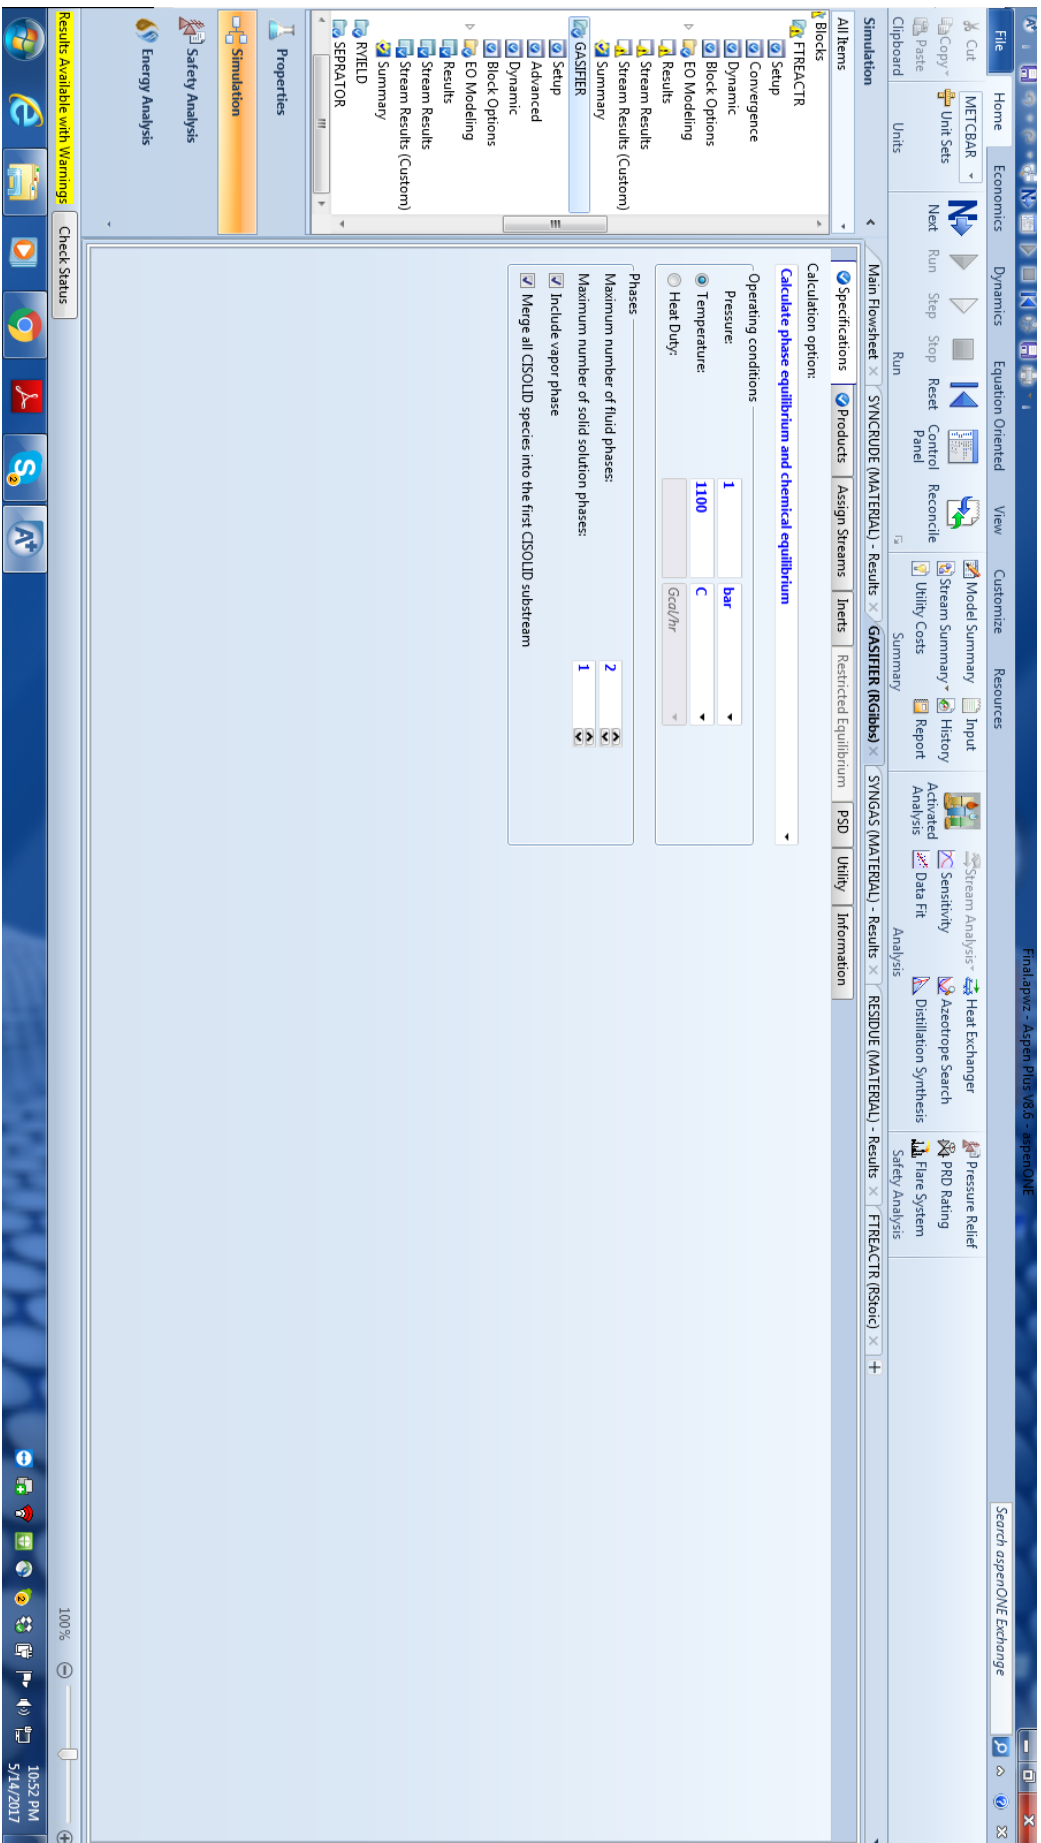 Final.apwz - Aspen Plus V8.6 - aspenONE
File Home Economics Dynamics Equation Oriented View Customize Resources
Search aspenONE Exchange
Cut
Copy
Paste
Clipboard
METCBAR
Unit Sets
Units
Next Run Step Stop Reset Control Panel Reconcile
Run
Model Summary Input
Stream Summary History
Utility Costs Report
Summary
Activated Analysis
Stream Analysis Heat Exchanger
Sensitivity Azeotrope Search
Data Fit Distillation Synthesis
Analysis
Pressure Relief
PRD Rating
Flare System
Safety Analysis
Simulation
Main Flowsheet SYNCRUDE (MATERIAL) - Results GASIFIER (RGibbs) SYNGAS (MATERIAL) - Results RESIDUE (MATERIAL) - Results FTREACTR (RStoic) +
All Items
Blocks
FTREACTR
Setup
Convergence
Dynamic
Block Options
EO Modeling
Results
Stream Results
Stream Results (Custom)
Summary
GASIFIER
Setup
Advanced
Dynamic
Block Options
EO Modeling
Results
Stream Results
Stream Results (Custom)
Summary
RYIELD
SEPRATOR
Properties
Simulation
Safety Analysis
Energy Analysis
Specifications Products Assign Streams Inerts Restricted Equilibrium PSD Utility Information
Calculation option:
Calculate phase equilibrium and chemical equilibrium
Operating conditions
Pressure: 1 bar
Temperature: 1100 C
Heat Duty: Gcal/hr
Phases
Maximum number of fluid phases: 2
Maximum number of solid solution phases: 1
Include vapor phase
Merge all CISOLID species into the first CISOLID substream
Results Available with Warnings Check Status
100%
10:52 PM
5/14/2017